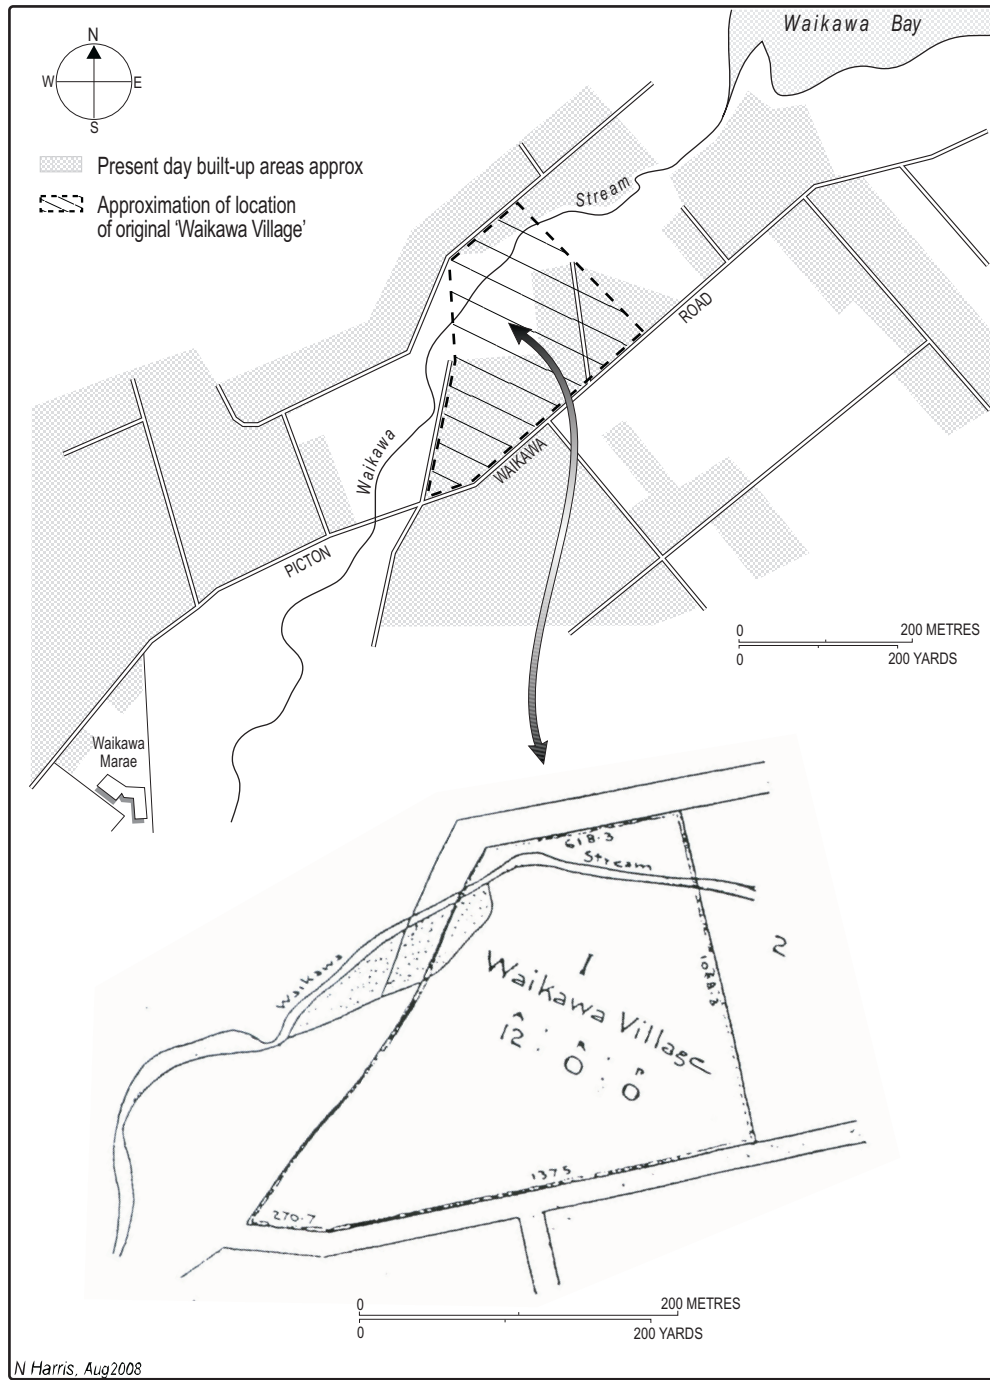 Waikawa Bay
N
W
E
S
Present day built-up areas approx
Approximation of location
of original ‘Waikawa Village’
Stream
ROAD
Waikawa
WAIKAWA
PICTON
0
200 METRES
0
200 YARDS
Waikawa
Marae
618.3
Stream
Waikawa
1
Waikawa Village
12 : 0 : 0
1028.3
2
1375
270.7
0
200 METRES
0
200 YARDS
N Harris, Aug2008